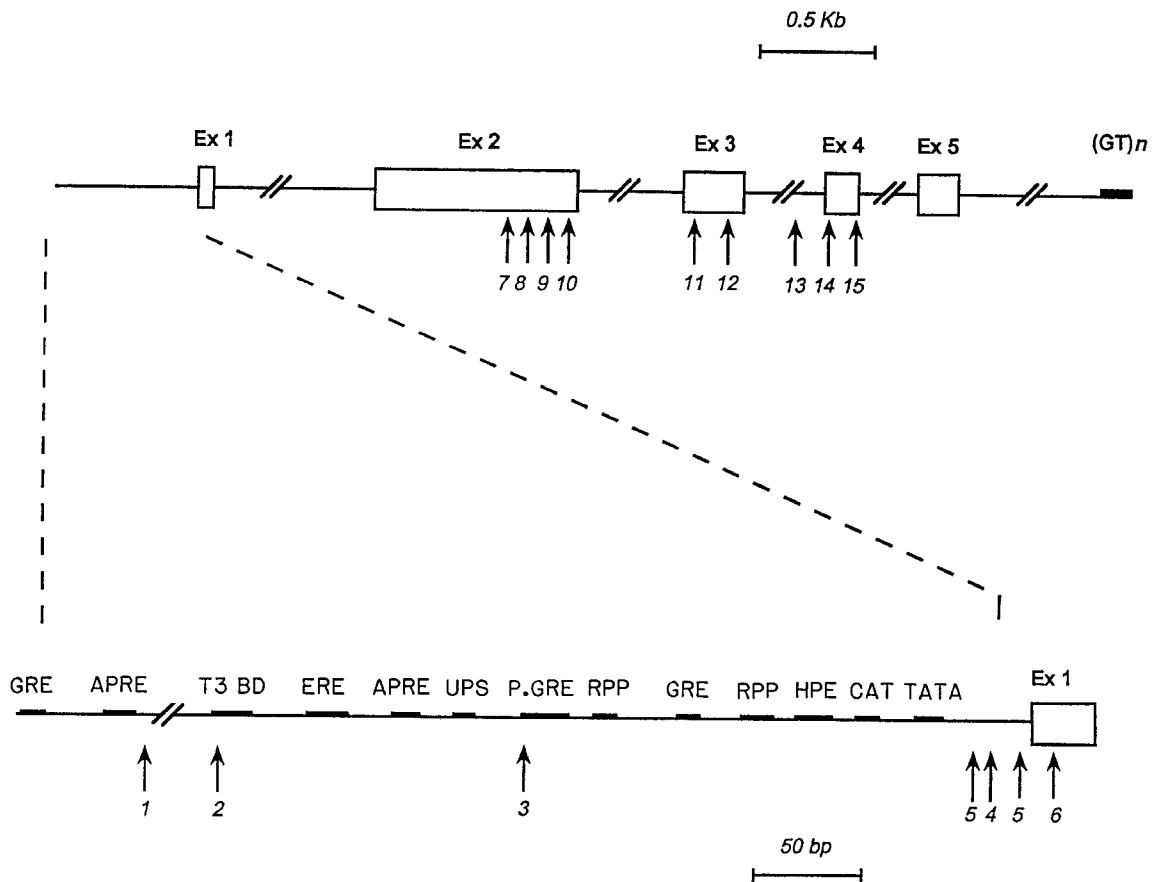 0.5 Kb
Ex 1 Ex 2 Ex 3 Ex 4 Ex 5 (GT)n
7 8 9 10 11 12 13 14 15
GRE APRE T3 BD ERE APRE UPS P.GRE RPP GRE RPP HPE CAT TATA Ex 1
1 2 3 5 4 5 6
50 bp